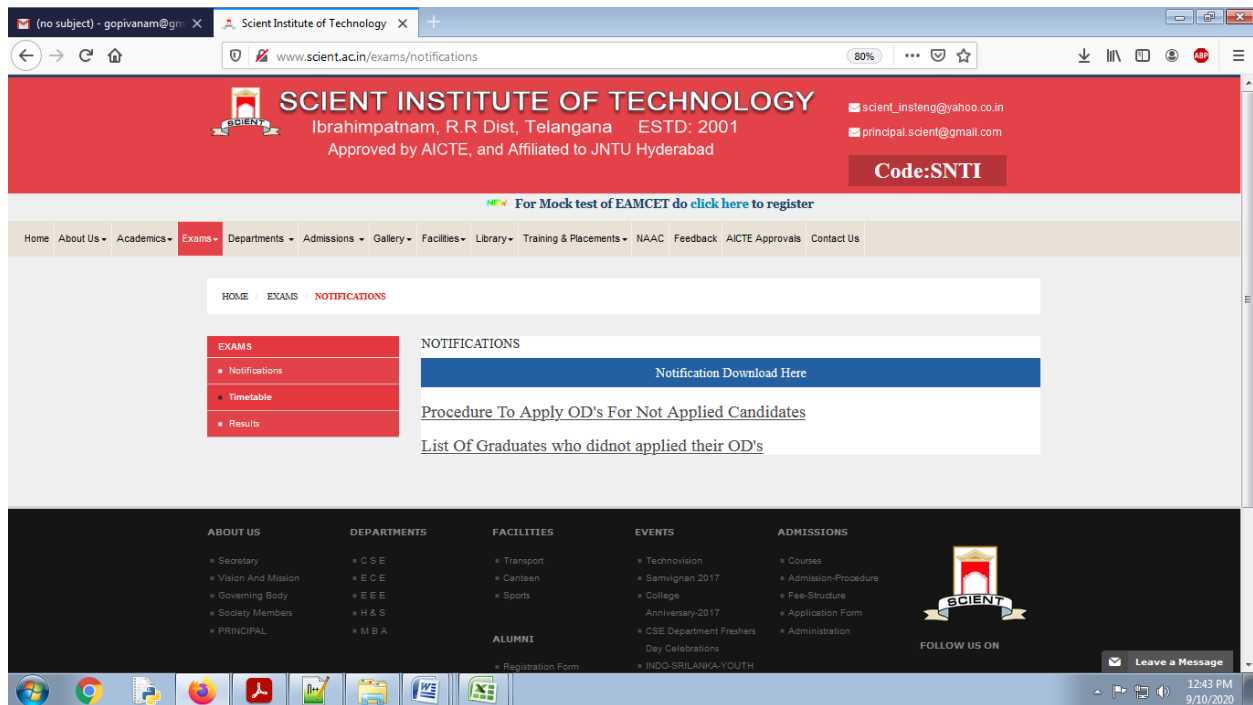 (no subject) - gopivanam@gm
Scient Institute of Technology
www.scient.ac.in/exams/notifications
80%
ABP
SCIENT
SCIENT INSTITUTE OF TECHNOLOGY
Ibrahimpatnam, R.R Dist, Telangana ESTD: 2001
Approved by AICTE, and Affiliated to JNTU Hyderabad
scient_insteng@yahoo.co.in
principal.scient@gmail.com
Code:SNTI
NEW For Mock test of EAMCET do click here to register
Home About Us Academics Exams Departments Admissions Gallery Facilities Library Training & Placements NAAC Feedback AICTE Approvals Contact Us
HOME / EXAMS / NOTIFICATIONS
EXAMS
Notifications
Timetable
Results
NOTIFICATIONS
Notification Download Here
Procedure To Apply OD's For Not Applied Candidates
List Of Graduates who didnot applied their OD's
ABOUT US
Secretary
Vision And Mission
Governing Body
Society Members
PRINCIPAL
DEPARTMENTS
C S E
E C E
E E E
H & S
M B A
FACILITIES
Transport
Canteen
Sports
ALUMNI
Registration Form
EVENTS
Technovision
Samvignan 2017
College
Anniversary-2017
CSE Department Freshers
Day Celebrations
INDO-SRILANKA-YOUTH
ADMISSIONS
Courses
Admission-Procedure
Fee-Structure
Application Form
Administration
SCIENT
FOLLOW US ON
Leave a Message
12:43 PM
9/10/2020